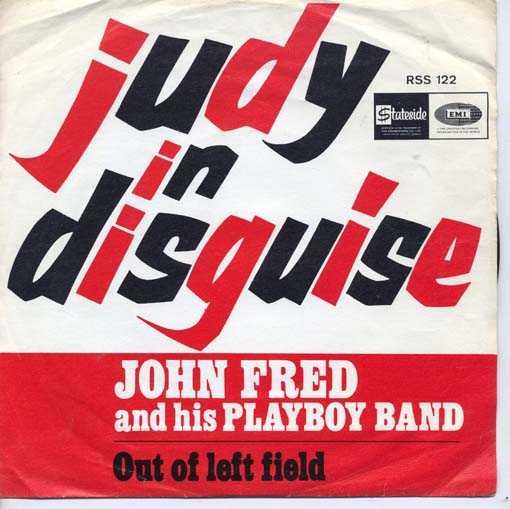 judy
in
disguise
RSS 122
Stateside
EMI
JOHN FRED
and his PLAYBOY BAND
Out of left field